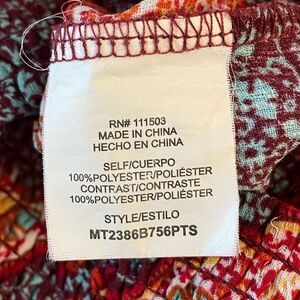 RN# 111503
MADE IN CHINA
HECHO EN CHINA
SELF/CUERPO
100%POLYESTER/POLIÉSTER
CONTRAST/CONTRASTE
100%POLYESTER/POLIÉSTER
STYLE/ESTILO
MT2386B756PTS